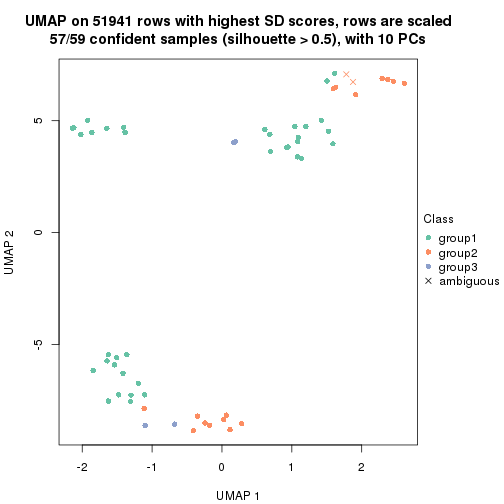 UMAP on 51941 rows with highest SD scores, rows are scaled
57/59 confident samples (silhouette > 0.5), with 10 PCs
5
0
-5
UMAP 2
-2
-1
0
1
2
UMAP 1
Class
group1
group2
group3
ambiguous